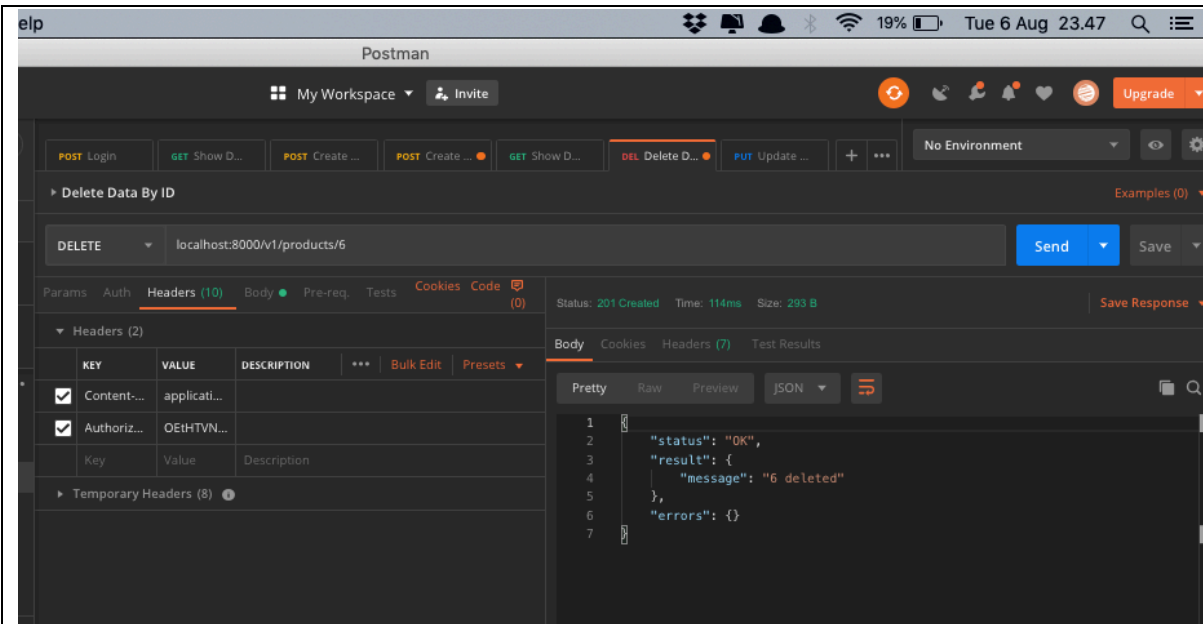 elp
19%
Tue 6 Aug 23.47
Postman
My Workspace
Invite
Upgrade
POST Login
GET Show D...
POST Create ...
POST Create ...
GET Show D...
DEL Delete D...
PUT Update ...
+
•••
No Environment
Delete Data By ID
Examples (0)
DELETE
localhost:8000/v1/products/6
Send
Save
Params Auth Headers (10) Body Pre-req. Tests Cookies Code (0)
Status: 201 Created Time: 114ms Size: 293 B
Save Response
Headers (2)
KEY VALUE DESCRIPTION ••• Bulk Edit Presets
Content-... applicati...
Authoriz... OEtHTVN...
Key Value Description
Temporary Headers (8)
Body Cookies Headers (7) Test Results
Pretty Raw Preview JSON
1 {
2 "status": "OK",
3 "result": {
4 "message": "6 deleted"
5 },
6 "errors": {}
7 }